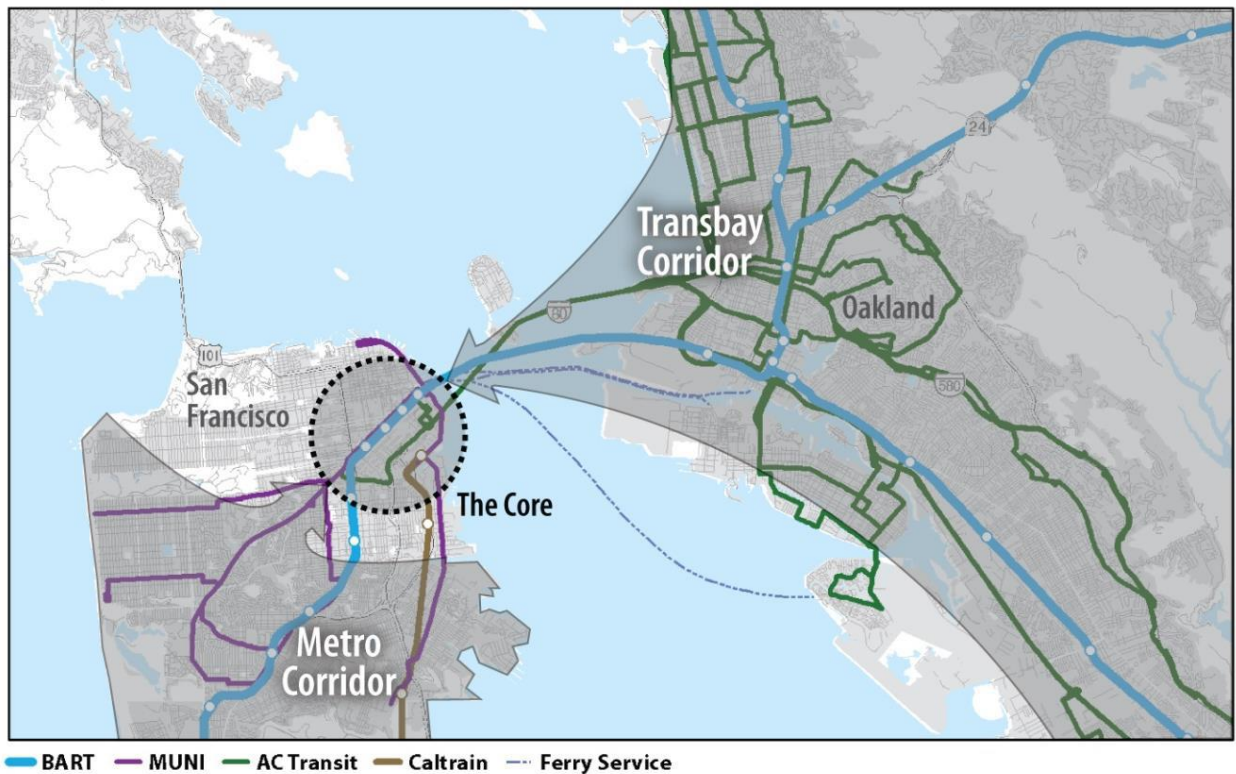 24
Transbay
Corridor
80
Oakland
101
San
Francisco
580
The Core
Metro
Corridor
BART MUNI AC Transit Caltrain Ferry Service